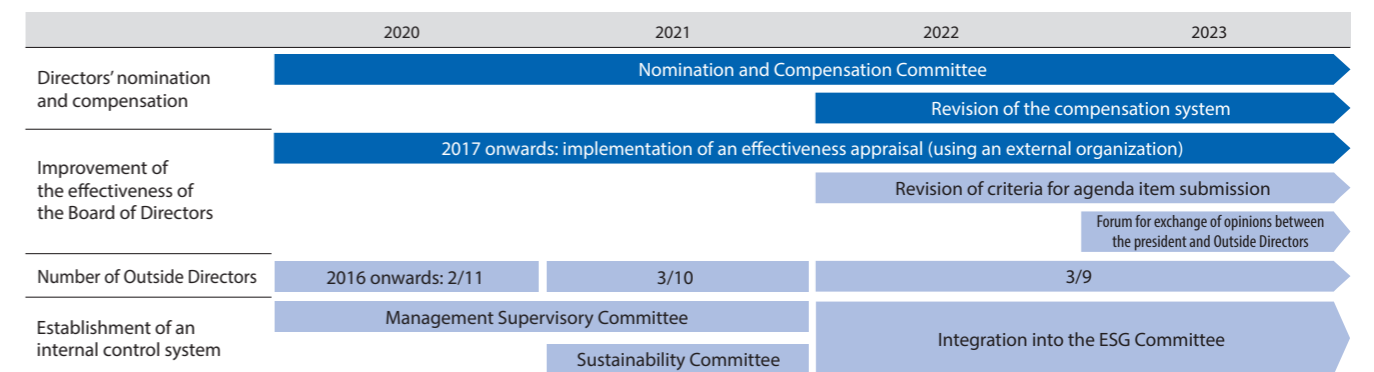 2020 2021 2022 2023
Directors’ nomination
and compensation
Nomination and Compensation Committee
Revision of the compensation system
Improvement of
the effectiveness of
the Board of Directors
2017 onwards: implementation of an effectiveness appraisal (using an external organization)
Revision of criteria for agenda item submission
Forum for exchange of opinions between
the president and Outside Directors
Number of Outside Directors
2016 onwards: 2/11
3/10
3/9
Establishment of an
internal control system
Management Supervisory Committee
Sustainability Committee
Integration into the ESG Committee